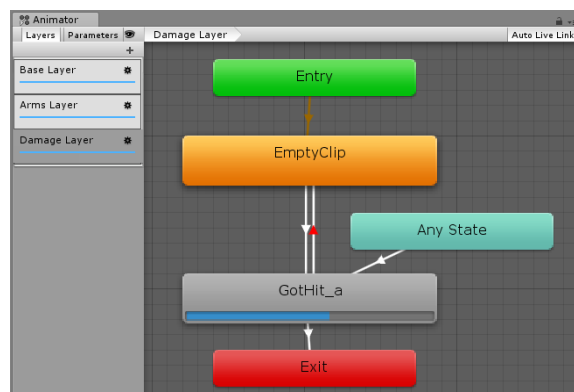 Animator
Layers Parameters Damage Layer Auto Live Link
+
Base Layer
Arms Layer
Damage Layer
Entry
EmptyClip
Any State
GotHit_a
Exit